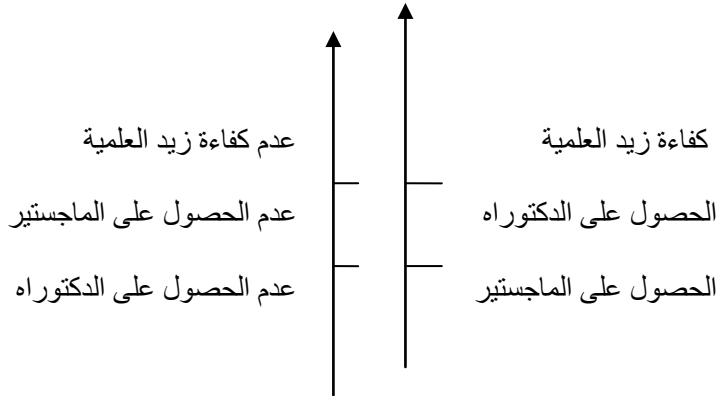 كفاءة زيد العلمية
الحصول على الدكتوراه
الحصول على الماجستير
عدم كفاءة زيد العلمية
عدم الحصول على الماجستير
عدم الحصول على الدكتوراه